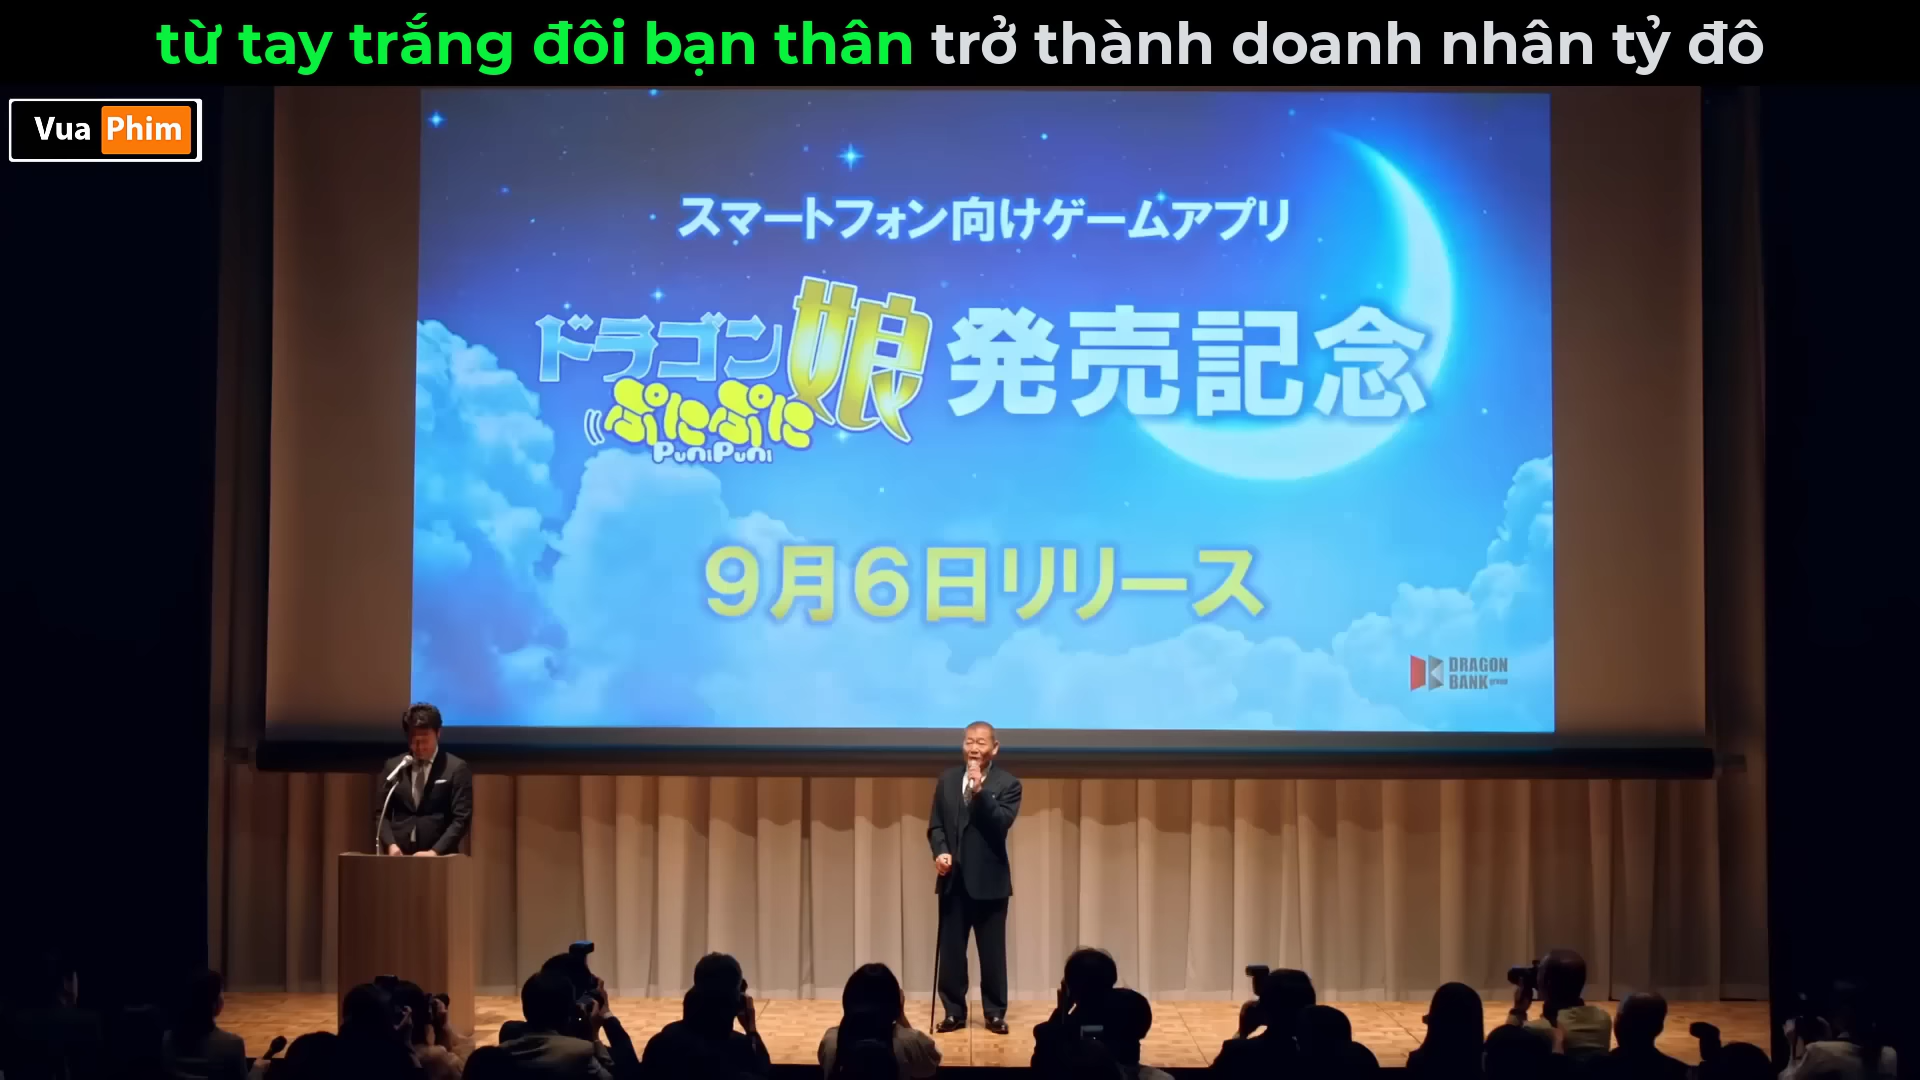 từ tay trắng đôi bạn thân trở thành doanh nhân tỷ đô
Vua Phim
スマートフォン向けゲームアプリ
ドラゴン娘 発売記念
ぷにぷに
PuniPuni
9月6日リリース
DRAGON
BANK group